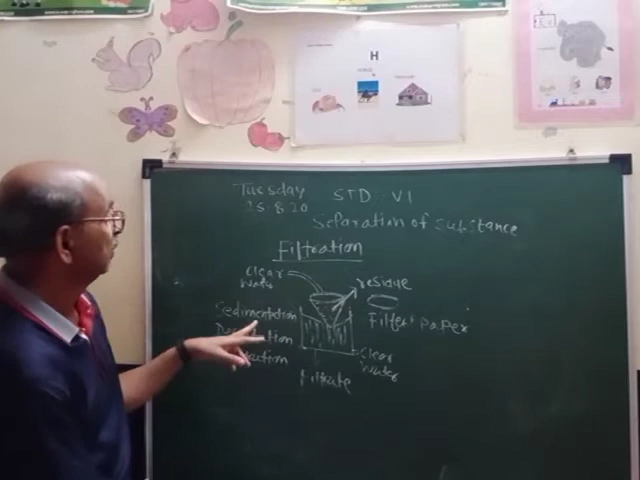 H
Tuesday STD-VI
25.8.20
Separation of Substance
Filtration
Clear
Water
residue
Sedimentation
Filter Paper
Clear
Water
Filtrate